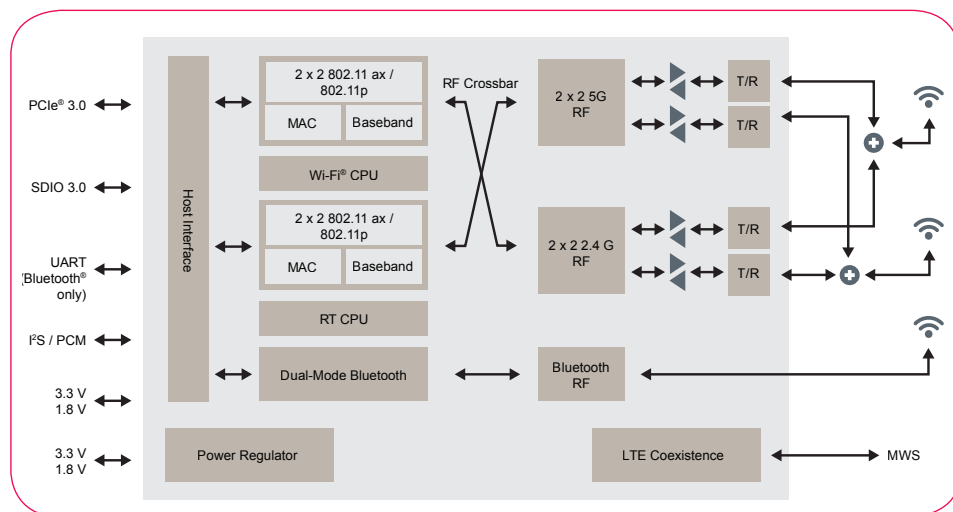 PCIe® 3.0
SDIO 3.0
UART
(Bluetooth®
only)
I²S / PCM
3.3 V
1.8 V
3.3 V
1.8 V
Host Interface
2 x 2 802.11 ax /
802.11p
MAC
Baseband
Wi-Fi® CPU
2 x 2 802.11 ax /
802.11p
MAC
Baseband
RT CPU
Dual-Mode Bluetooth
Power Regulator
RF Crossbar
2 x 2 5G
RF
2 x 2 2.4 G
RF
Bluetooth
RF
LTE Coexistence
T/R
T/R
T/R
T/R
MWS